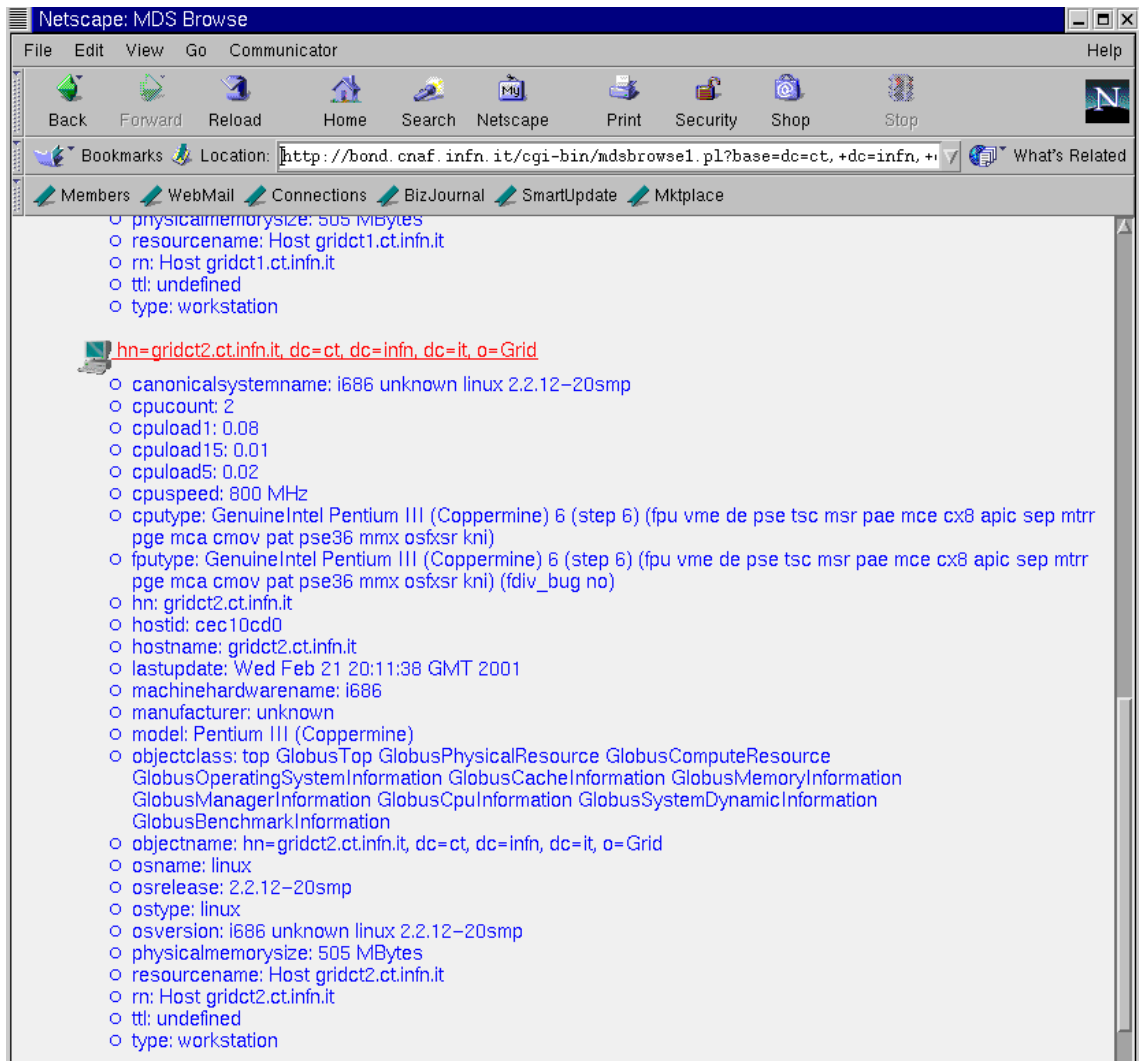 Netscape: MDS Browse
File Edit View Go Communicator Help
Back Forward Reload Home Search Netscape Print Security Shop Stop
My
N
Bookmarks Location: http://bond.cnaf.infn.it/cgi-bin/mdsbrowse1.pl?base=dc=ct,+dc=infn,+ What's Related
Members WebMail Connections BizJournal SmartUpdate Mktplace
physicalmemorysize: 505 MBytes
resourcename: Host gridct1.ct.infn.it
rn: Host gridct1.ct.infn.it
ttl: undefined
type: workstation
hn=gridct2.ct.infn.it, dc=ct, dc=infn, dc=it, o=Grid
canonicalsystemname: i686 unknown linux 2.2.12-20smp
cpucount: 2
cpuload1: 0.08
cpuload15: 0.01
cpuload5: 0.02
cpuspeed: 800 MHz
cputype: GenuineIntel Pentium III (Coppermine) 6 (step 6) (fpu vme de pse tsc msr pae mce cx8 apic sep mtrr
pge mca cmov pat pse36 mmx osfxsr kni)
fputype: GenuineIntel Pentium III (Coppermine) 6 (step 6) (fpu vme de pse tsc msr pae mce cx8 apic sep mtrr
pge mca cmov pat pse36 mmx osfxsr kni) (fdiv_bug no)
hn: gridct2.ct.infn.it
hostid: cec10cd0
hostname: gridct2.ct.infn.it
lastupdate: Wed Feb 21 20:11:38 GMT 2001
machinehardwarename: i686
manufacturer: unknown
model: Pentium III (Coppermine)
objectclass: top GlobusTop GlobusPhysicalResource GlobusComputeResource
GlobusOperatingSystemInformation GlobusCacheInformation GlobusMemoryInformation
GlobusManagerInformation GlobusCpuInformation GlobusSystemDynamicInformation
GlobusBenchmarkInformation
objectname: hn=gridct2.ct.infn.it, dc=ct, dc=infn, dc=it, o=Grid
osname: linux
osrelease: 2.2.12-20smp
ostype: linux
osversion: i686 unknown linux 2.2.12-20smp
physicalmemorysize: 505 MBytes
resourcename: Host gridct2.ct.infn.it
rn: Host gridct2.ct.infn.it
ttl: undefined
type: workstation